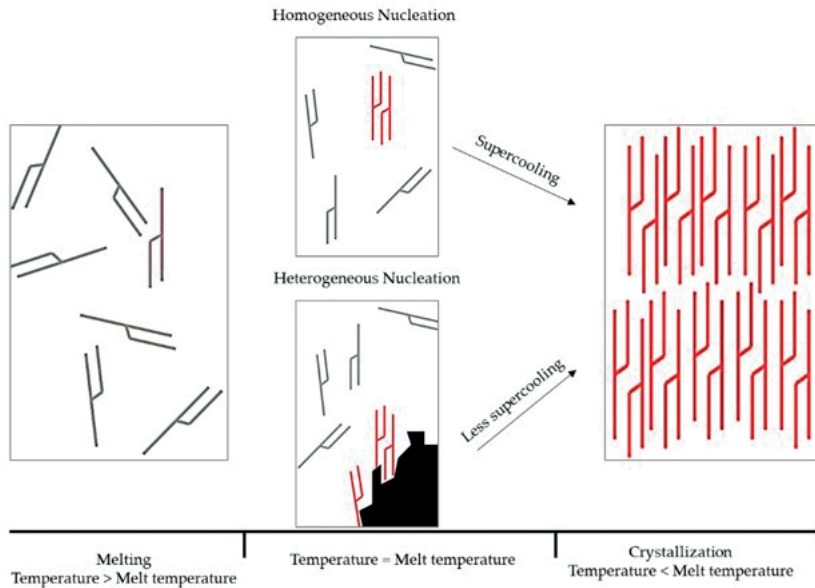 Homogeneous Nucleation
Supercooling
Heterogeneous Nucleation
Less supercooling
Melting
Temperature > Melt temperature
Temperature = Melt temperature
Crystallization
Temperature < Melt temperature